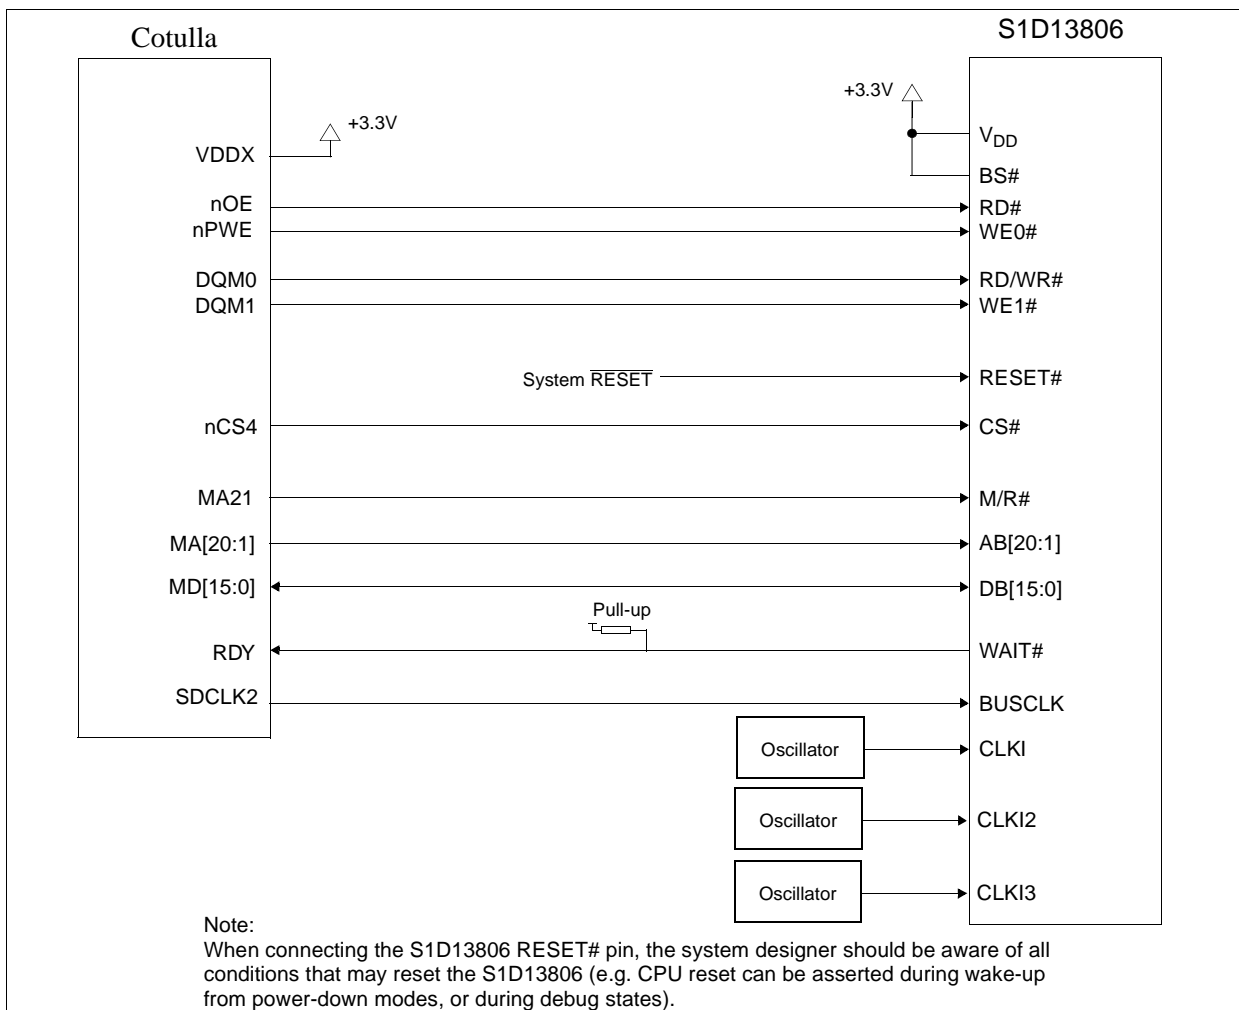 Cotulla
S1D13806
+3.3V
+3.3V
VDDX
VDD
BS#
nOE
RD#
nPWE
WE0#
DQM0
RD/WR#
DQM1
WE1#
System RESET
RESET#
nCS4
CS#
MA21
M/R#
MA[20:1]
AB[20:1]
MD[15:0]
DB[15:0]
Pull-up
RDY
WAIT#
SDCLK2
BUSCLK
Oscillator
CLKI
Oscillator
CLKI2
Oscillator
CLKI3
Note:
When connecting the S1D13806 RESET# pin, the system designer should be aware of all
conditions that may reset the S1D13806 (e.g. CPU reset can be asserted during wake-up
from power-down modes, or during debug states).